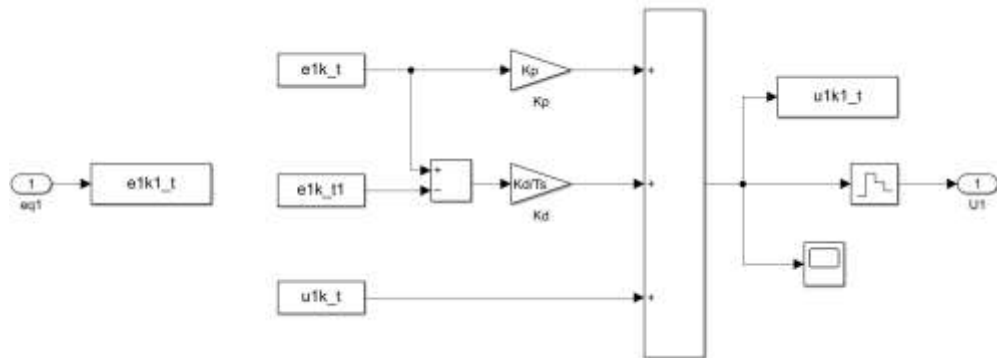 1
eq1
e1k1_t
e1k_t
e1k_t1
u1k_t
+
−
Kp
Kp
Kd/Ts
Kd
+
+
+
u1k1_t
1
U1